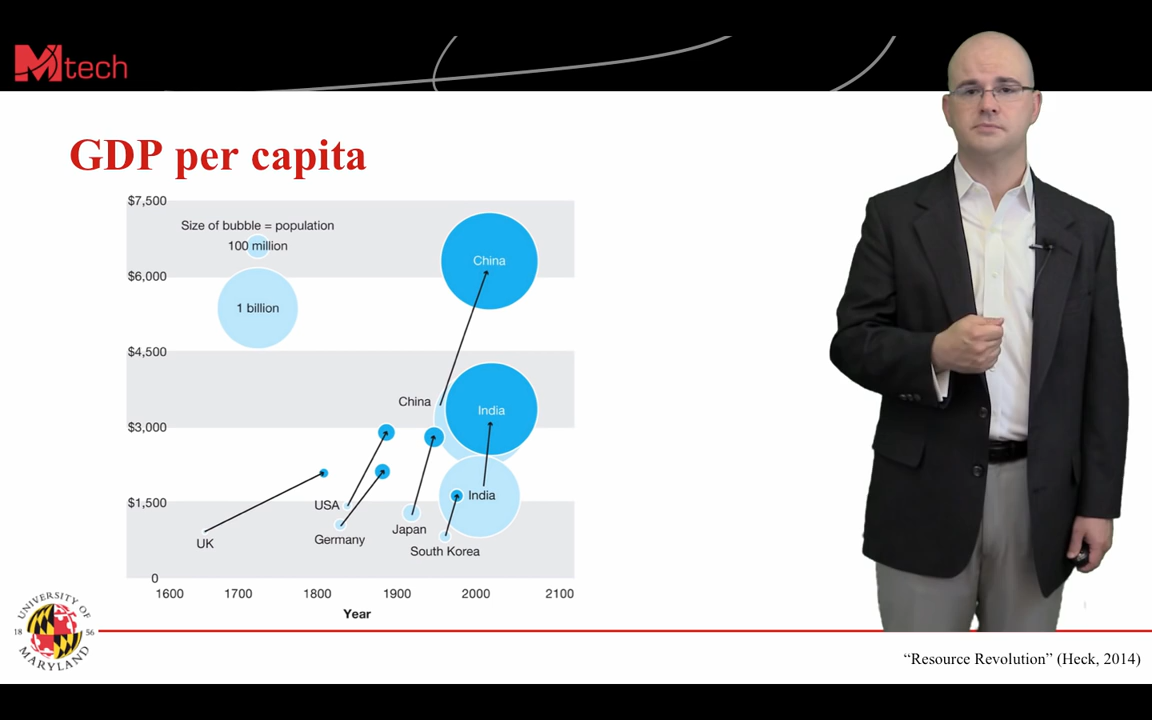 Mtech
GDP per capita
$7,500
Size of bubble = population
100 million
$6,000
China
1 billion
$4,500
China
India
$3,000
$1,500
USA
India
UK
Germany
Japan
South Korea
0
1600 1700 1800 1900 2000 2100
Year
UNIVERSITY OF
18 56
MARYLAND
“Resource Revolution” (Heck, 2014)